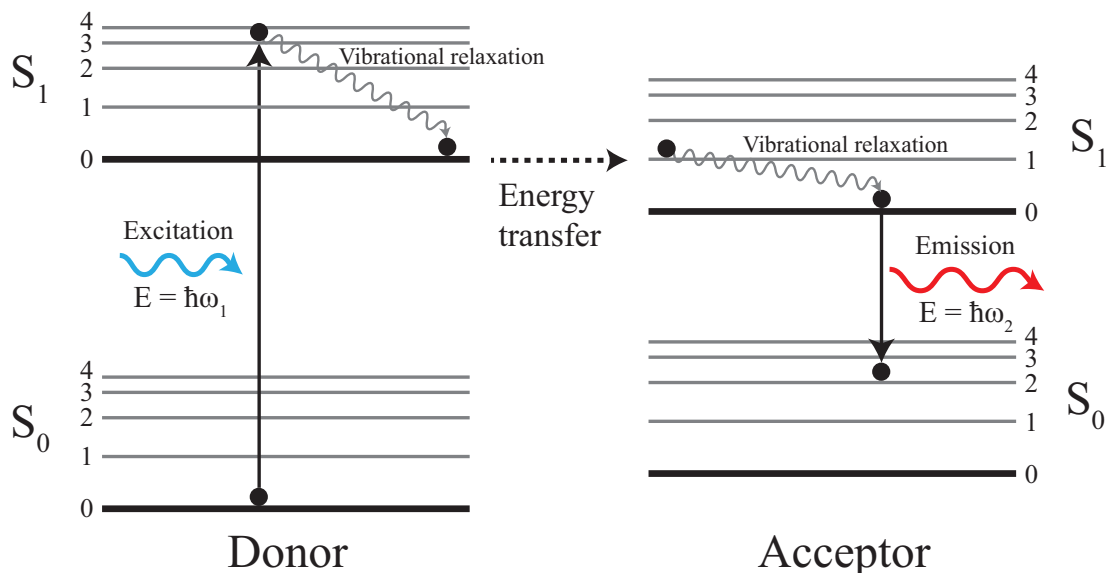 4
3
2
1
0
S₁
Vibrational relaxation
Excitation
E = ħω₁
4
3
2
1
0
S₀
Donor
Energy
transfer
4
3
2
1
0
S₁
Vibrational relaxation
Emission
E = ħω₂
4
3
2
1
0
S₀
Acceptor